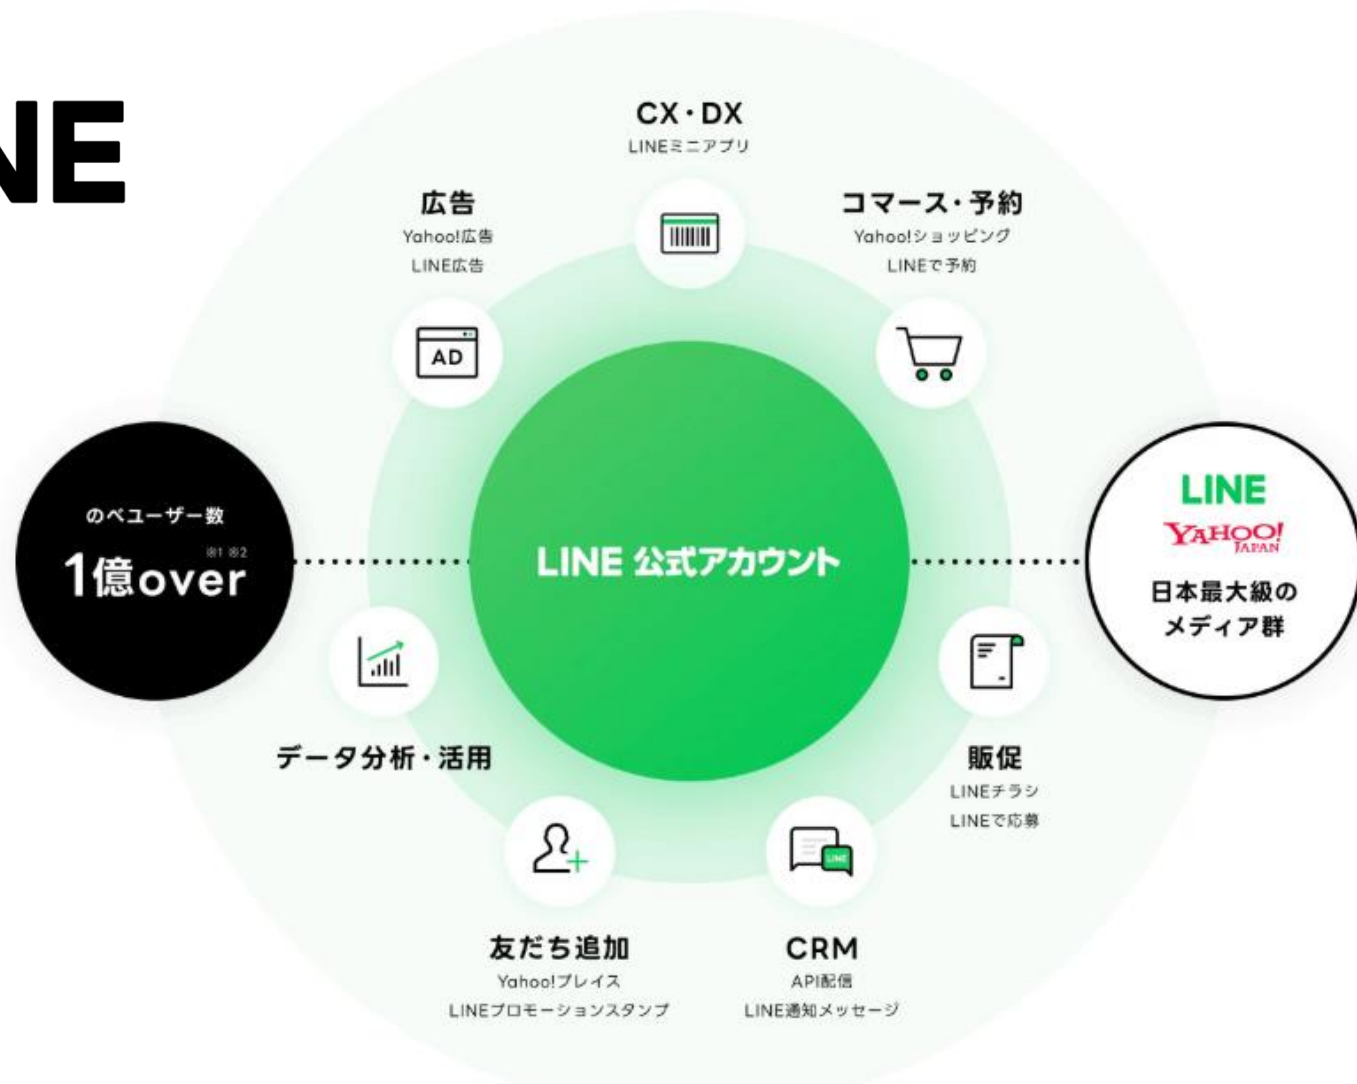 NE
CX・DX
LINEミニアプリ
広告
Yahoo!広告
LINE広告
コマース・予約
Yahoo!ショッピング
LINEで予約
AD
のべユーザー数
※1 ※2
1億over
LINE 公式アカウント
LINE
YAHOO!
JAPAN
日本最大級の
メディア群
データ分析・活用
販促
LINEチラシ
LINEで応募
LINE
友だち追加
Yahoo!プレイス
LINEプロモーションスタンプ
CRM
API配信
LINE通知メッセージ